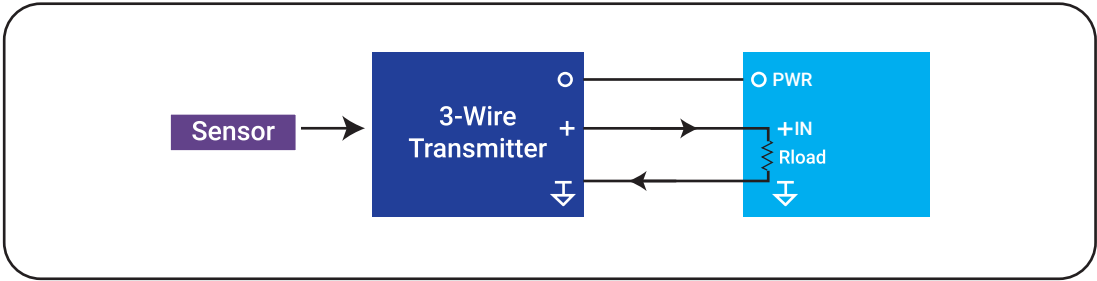 Sensor
3-Wire
Transmitter
+
PWR
+IN
Rload